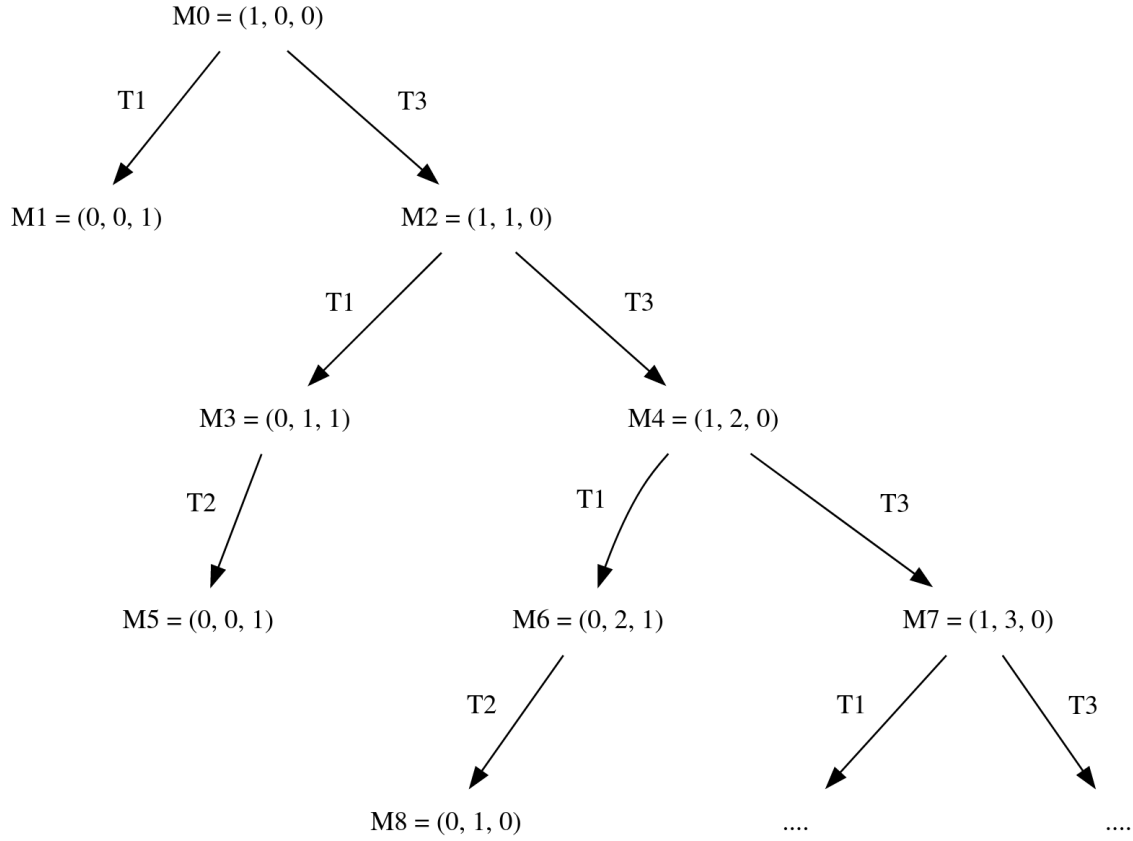 M0 = (1, 0, 0)
T1
T3
M1 = (0, 0, 1)
M2 = (1, 1, 0)
T1
T3
M3 = (0, 1, 1)
M4 = (1, 2, 0)
T2
T1
T3
M5 = (0, 0, 1)
M6 = (0, 2, 1)
M7 = (1, 3, 0)
T2
T1
T3
M8 = (0, 1, 0)
....
....